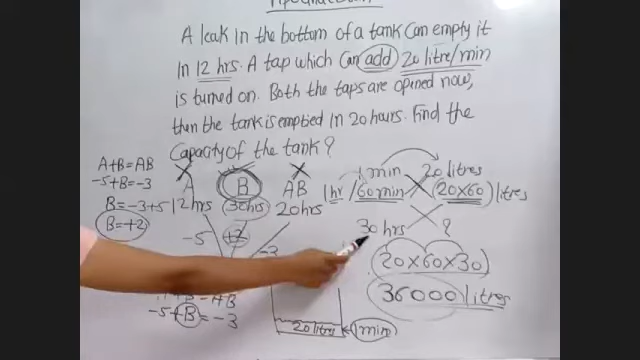 A leak in the bottom of a tank Can empty it
in 12 hrs. A tap which Can add 20 litre/min
is turned on. Both the taps are opened now,
then the tank is emptied in 20 hours. Find the
Capacity of the tank?
A+B=AB
-5+B=-3
B=-3+5
B=+2
A B AB
12 hrs 30hrs 20hrs
-5 +2 -3
-5+B=-3
20 litre 1min
1 min 20 litres
1hr/60min (20×60) litres
30 hrs ?
(20×60×30)
36000 litres